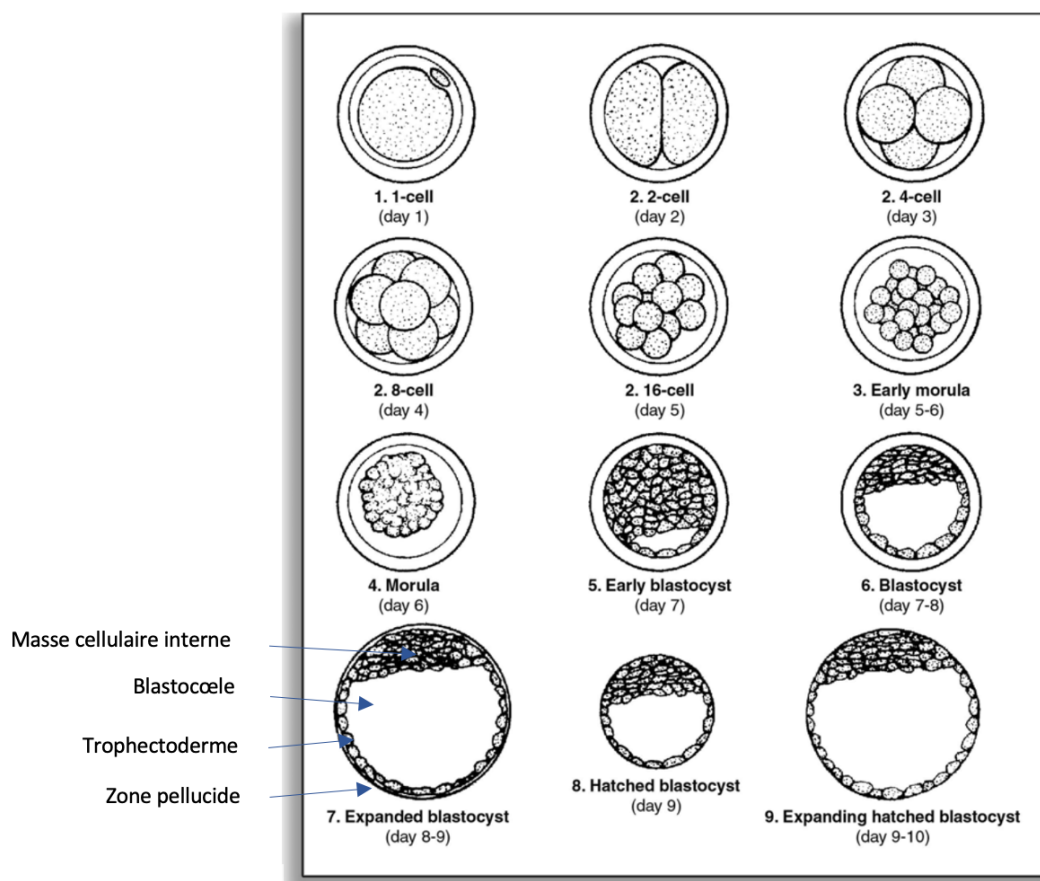 1. 1-cell
(day 1)
2. 2-cell
(day 2)
2. 4-cell
(day 3)
2. 8-cell
(day 4)
2. 16-cell
(day 5)
3. Early morula
(day 5-6)
4. Morula
(day 6)
5. Early blastocyst
(day 7)
6. Blastocyst
(day 7-8)
Masse cellulaire interne
Blastocœle
Trophectoderme
Zone pellucide
7. Expanded blastocyst
(day 8-9)
8. Hatched blastocyst
(day 9)
9. Expanding hatched blastocyst
(day 9-10)